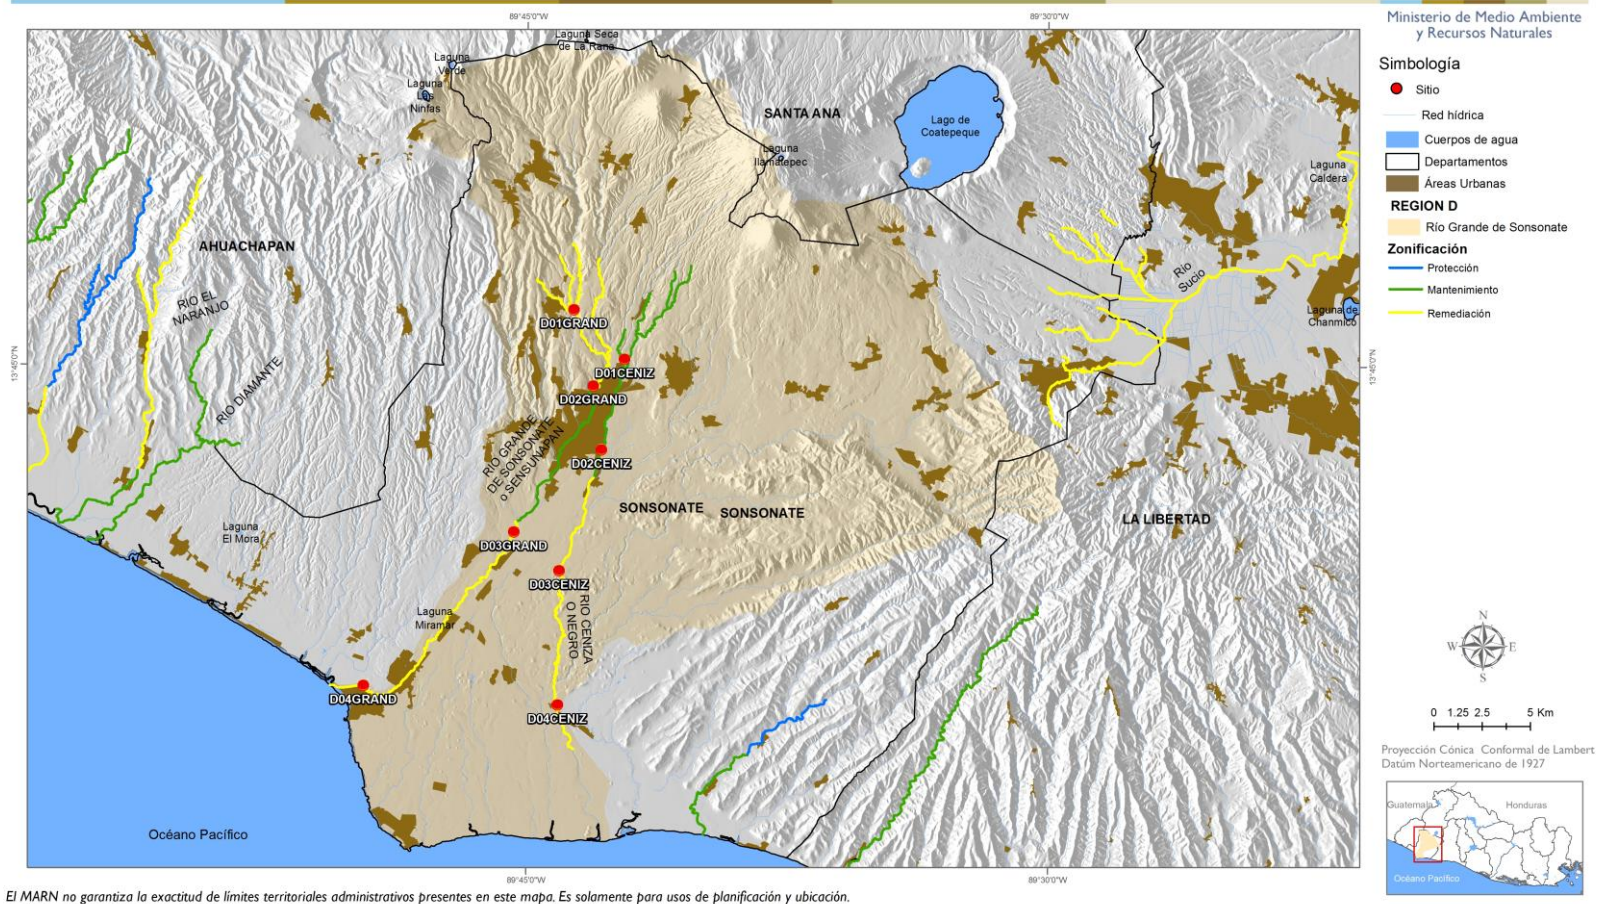 89°45'0"W
89°30'0"W
Ministerio de Medio Ambiente
y Recursos Naturales
Simbología
Sitio
Red hídrica
Cuerpos de agua
Departamentos
Áreas Urbanas
REGION D
Río Grande de Sonsonate
Zonificación
Protección
Mantenimiento
Remediación
Laguna Seca
de La Rana
Laguna
Verde
Laguna
Las
Ninfas
SANTA ANA
Lago de
Coatepeque
Laguna
Ilamatepec
Laguna
Caldera
AHUACHAPAN
Río
Sucio
RIO EL
NARANJO
Laguna de
Chanmico
D01GRAND
13°45'0"N
13°45'0"N
D01CENIZ
RIO DIAMANTE
D02GRAND
RIO GRANDE
DE SONSONATE
o SENSUNAPAN
D02CENIZ
SONSONATE
SONSONATE
LA LIBERTAD
Laguna
El Mora
D03GRAND
D03CENIZ
Laguna
Miramar
RIO CENIZA
O NEGRO
D04GRAND
D04CENIZ
Océano Pacífico
N
W
E
S
0 1.25 2.5 5 Km
Proyección Cónica Conformal de Lambert
Datúm Norteamericano de 1927
Guatemala
Honduras
Océano Pacífico
89°45'0"W
89°30'0"W
El MARN no garantiza la exactitud de límites territoriales administrativos presentes en este mapa. Es solamente para usos de planificación y ubicación.